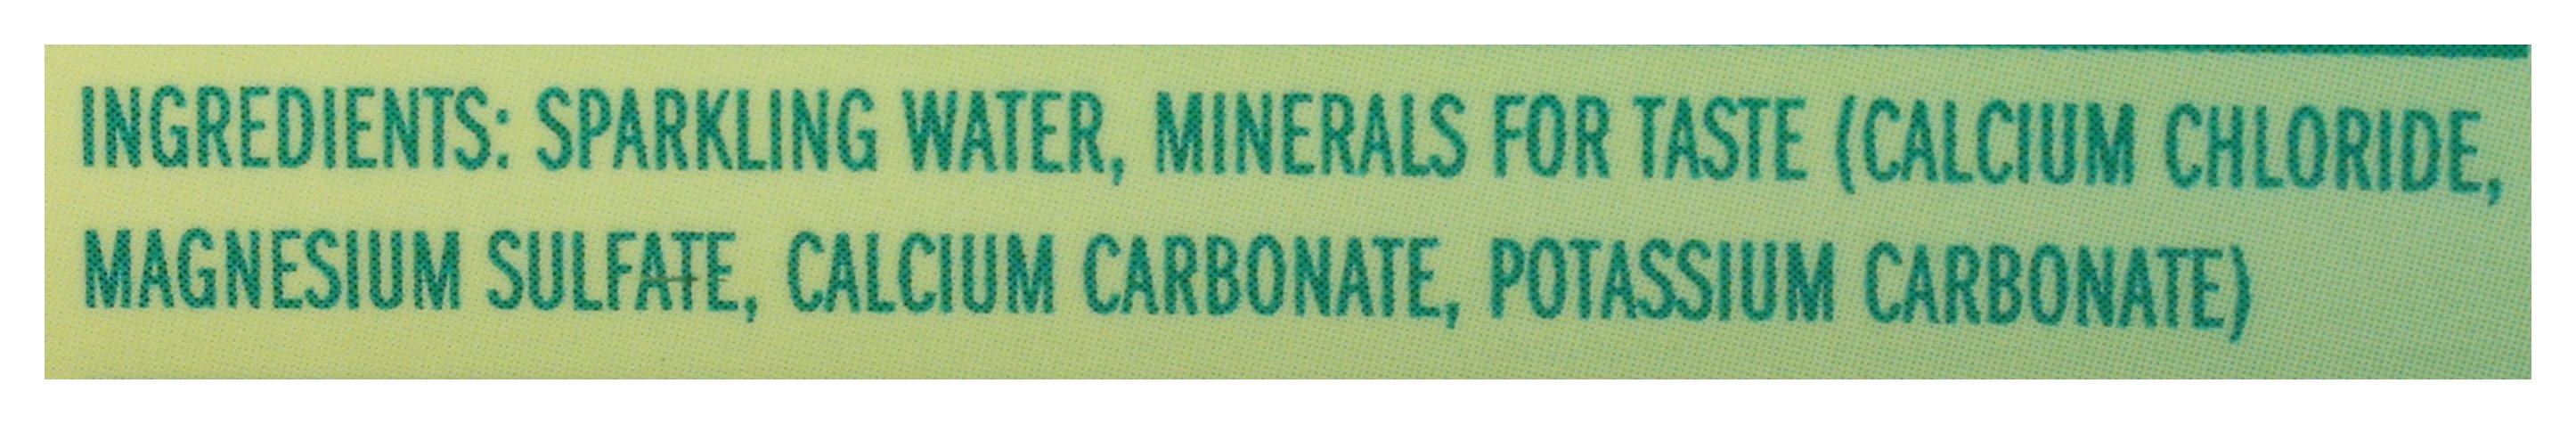 INGREDIENTS: SPARKLING WATER, MINERALS FOR TASTE (CALCIUM CHLORIDE,
MAGNESIUM SULFATE, CALCIUM CARBONATE, POTASSIUM CARBONATE)